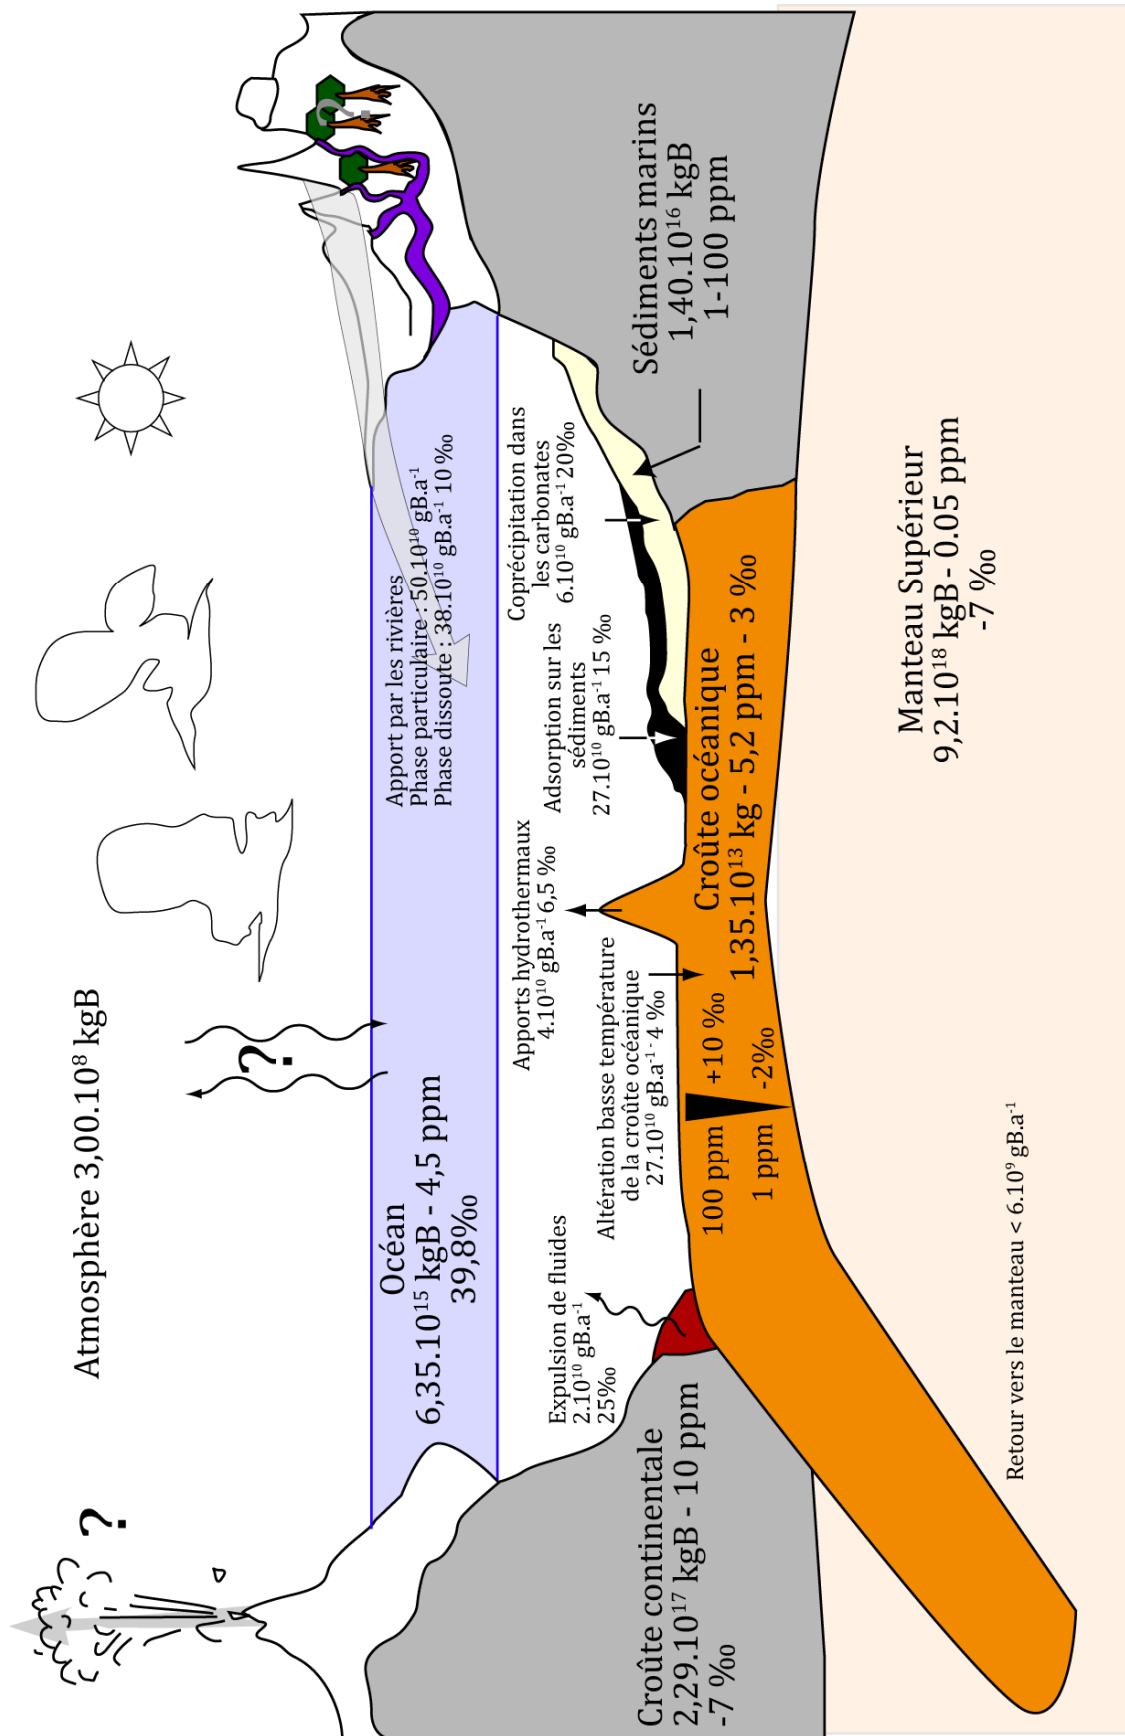 ?
Atmosphère 3,00.10⁸ kgB
?
?
Océan
6,35.10¹⁵ kgB - 4,5 ppm
39,8‰
Apport par les rivières
Phase particulaire : 50.10¹⁰ gB.a⁻¹
Phase dissoute : 38.10¹⁰ gB.a⁻¹ 10 ‰
Expulsion de fluides
2.10¹⁰ gB.a⁻¹
25‰
Apports hydrothermaux
4.10¹⁰ gB.a⁻¹ 6,5 ‰
Altération basse température
de la croûte océanique
27.10¹⁰ gB.a⁻¹ - 4 ‰
Adsorption sur les
sédiments
27.10¹⁰ gB.a⁻¹ 15 ‰
Coprécipitation dans
les carbonates
6.10¹⁰ gB.a⁻¹ 20‰
Sédiments marins
1,40.10¹⁶ kgB
1-100 ppm
Croûte continentale
2,29.10¹⁷ kgB - 10 ppm
-7 ‰
100 ppm +10 ‰
1 ppm -2‰
Croûte océanique
1,35.10¹³ kg - 5,2 ppm - 3 ‰
Manteau Supérieur
9,2.10¹⁸ kgB - 0.05 ppm
-7 ‰
Retour vers le manteau < 6.10⁹ gB.a⁻¹